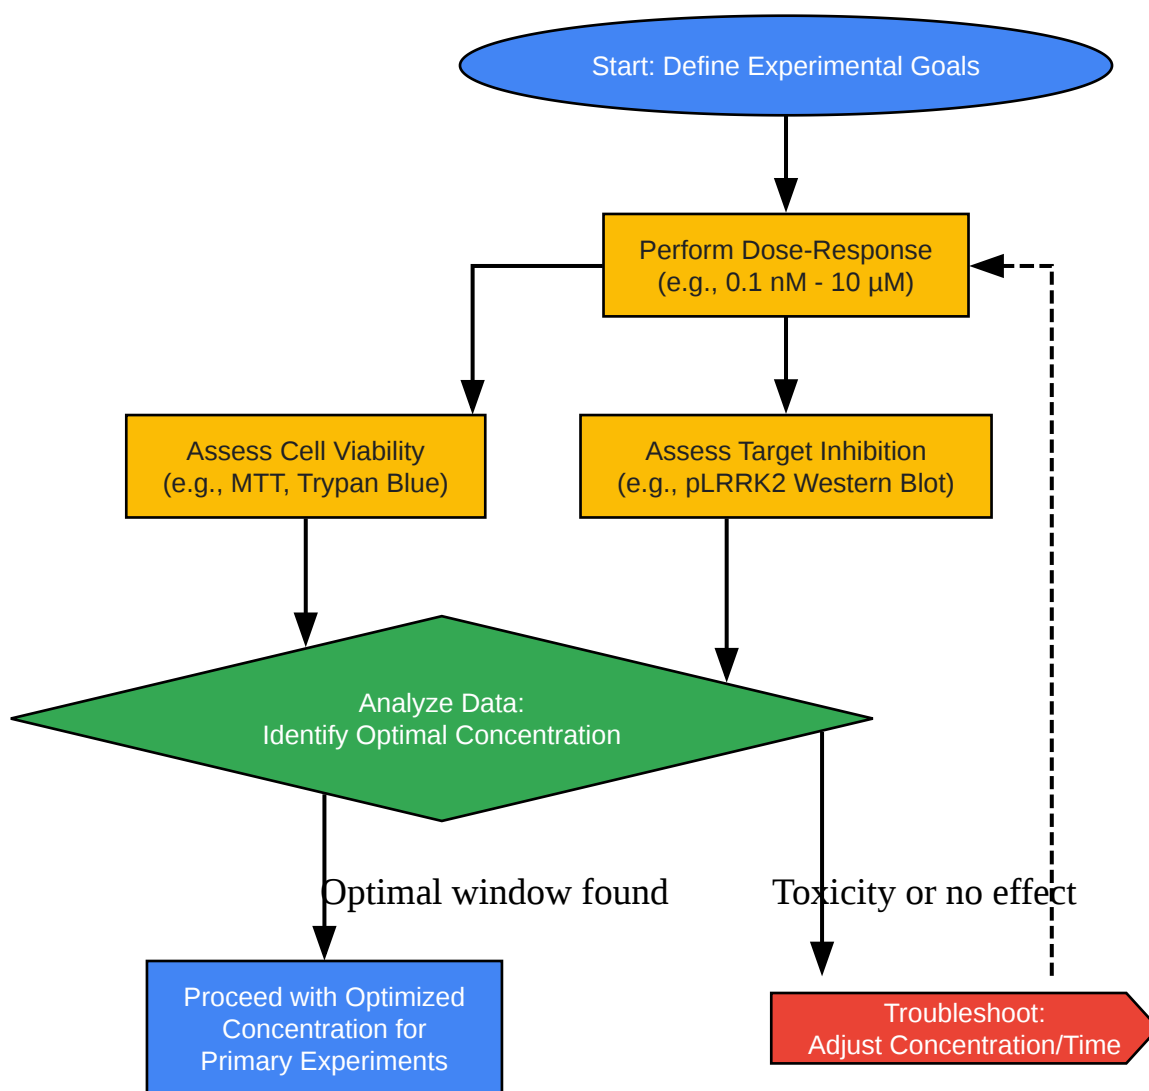 Start: Define Experimental Goals
Perform Dose-Response
(e.g., 0.1 nM - 10 µM)
Assess Cell Viability
(e.g., MTT, Trypan Blue)
Assess Target Inhibition
(e.g., pLRRK2 Western Blot)
Analyze Data:
Identify Optimal Concentration
Optimal window found
Toxicity or no effect
Proceed with Optimized
Concentration for
Primary Experiments
Troubleshoot:
Adjust Concentration/Time